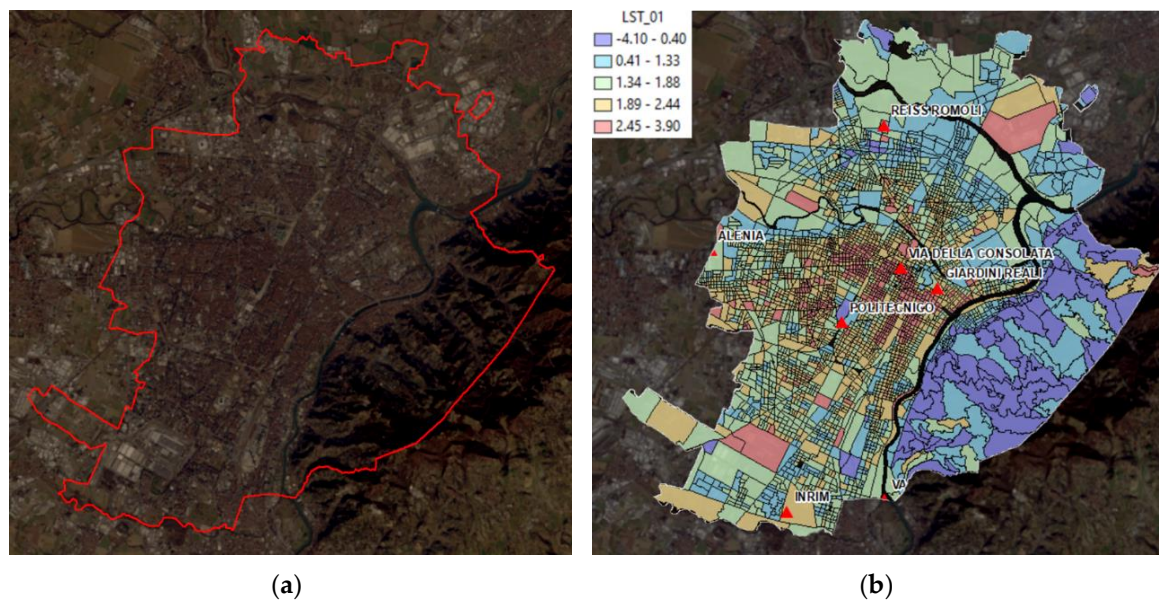 LST_01
-4.10 - 0.40
0.41 - 1.33
1.34 - 1.88
1.89 - 2.44
2.45 - 3.90
REISS ROMOLI
ALENIA
VIA DELLA CONSOLATA
GIARDINI REALI
POLITECNICO
VA
INRIM
(a)
(b)